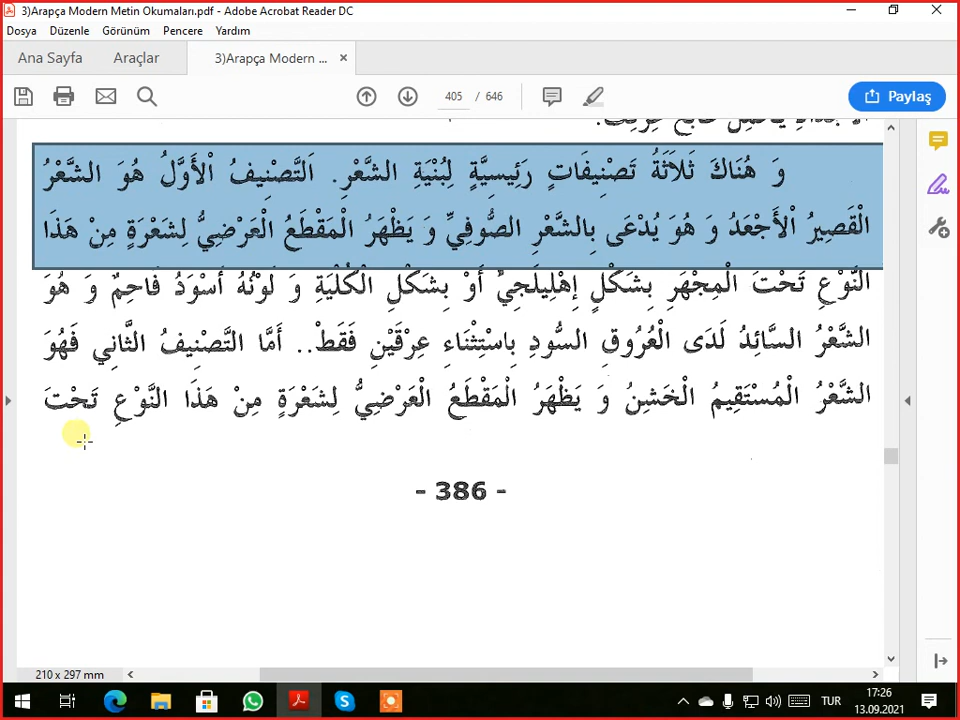 3)Arapça Modern Metin Okumaları.pdf - Adobe Acrobat Reader DC
Dosya Düzenle Görünüm Pencere Yardım
Ana Sayfa Araçlar 3)Arapça Modern ...
405 / 646 Paylaş
وَ هُنَاكَ ثَلَاثَةُ تَصْنِيفَاتٍ رَئِيسِيَّةٍ لِبُنْيَةِ الشَّعْرِ. اَلتَّصْنِيفُ الْأَوَّلُ هُوَ الشَّعْرُ
الْقَصِيرُ الْأَجْعَدُ وَ هُوَ يُدْعَى بِالشَّعْرِ الصُّوفِيِّ وَ يَظْهَرُ الْمَقْطَعُ الْعَرْضِيُّ لِشَعْرَةٍ مِنْ هَذَا
النَّوْعِ تَحْتَ الْمِجْهَرِ بِشَكْلٍ إِهْلِيلَجِيٍّ أَوْ بِشَكْلِ الْكُلْيَةِ وَ لَوْنُهُ أَسْوَدُ فَاحِمٌ وَ هُوَ
الشَّعْرُ السَّائِدُ لَدَى الْعُرُوقِ السُّودِ بِاسْتِثْنَاءِ عِرْقَيْنِ فَقَطْ.. أَمَّا التَّصْنِيفُ الثَّانِي فَهُوَ
الشَّعْرُ الْمُسْتَقِيمُ الْخَشِنُ وَ يَظْهَرُ الْمَقْطَعُ الْعَرْضِيُّ لِشَعْرَةٍ مِنْ هَذَا النَّوْعِ تَحْتَ
- 386 -
210 x 297 mm
TUR 17:26
13.09.2021